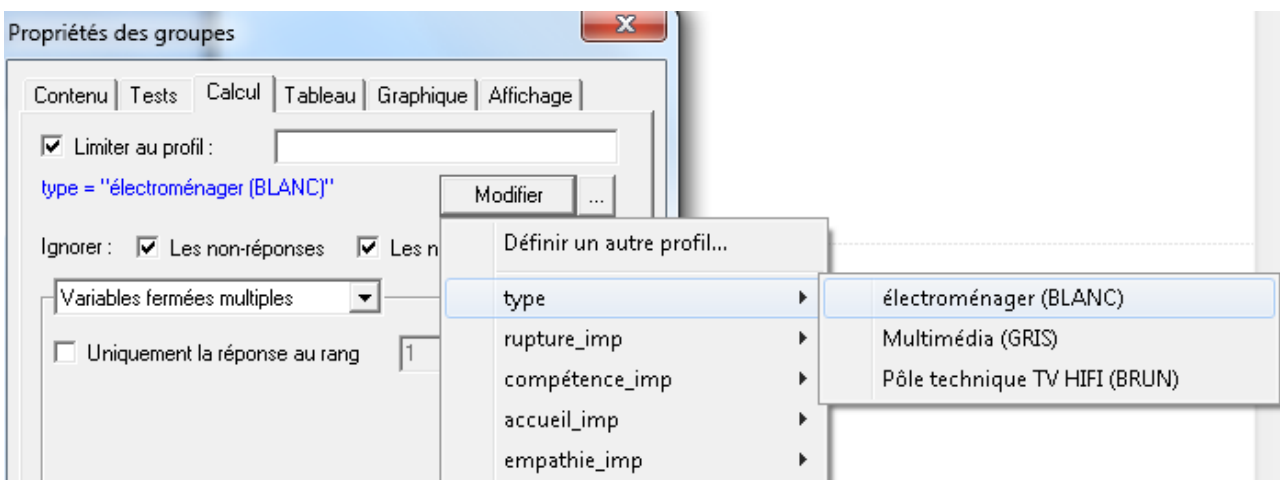 Propriétés des groupes
x
Contenu Tests Calcul Tableau Graphique Affichage
Limiter au profil :
type = "électroménager (BLANC)"
Modifier ...
Ignorer : Les non-réponses Les n
Définir un autre profil...
Variables fermées multiples
type
électroménager (BLANC)
Uniquement la réponse au rang 1
rupture_imp
Multimédia (GRIS)
compétence_imp
Pôle technique TV HIFI (BRUN)
accueil_imp
empathie_imp